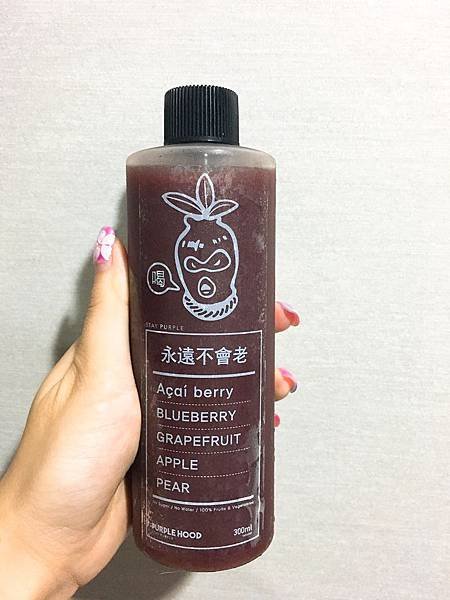 喝
STAY PURPLE
永遠不會老
Açaí berry
BLUEBERRY
GRAPEFRUIT
APPLE
PEAR
Sugar / No Water / 100% Fruits & Vegetables
PURPLE HOOD
300ml